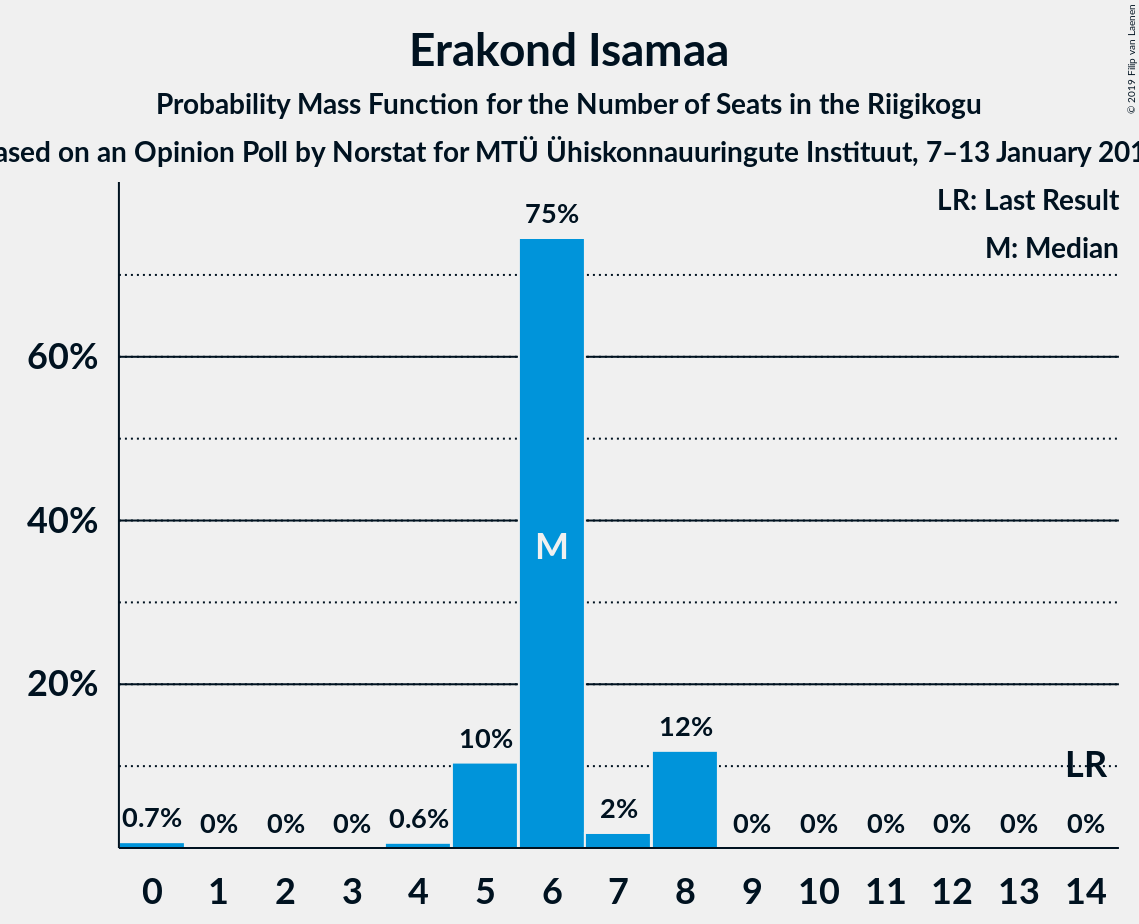 Erakond Isamaa
Probability Mass Function for the Number of Seats in the Riigikogu
ased on an Opinion Poll by Norstat for MTÜ Ühiskonnauuringute Instituut, 7–13 January 201
© 2019 Filip van Laenen
LR: Last Result
M: Median
75%
60%
40%
M
20%
12%
10%
LR
2%
0.7% 0% 0% 0% 0.6% 0% 0% 0% 0% 0% 0%
0 1 2 3 4 5 6 7 8 9 10 11 12 13 14